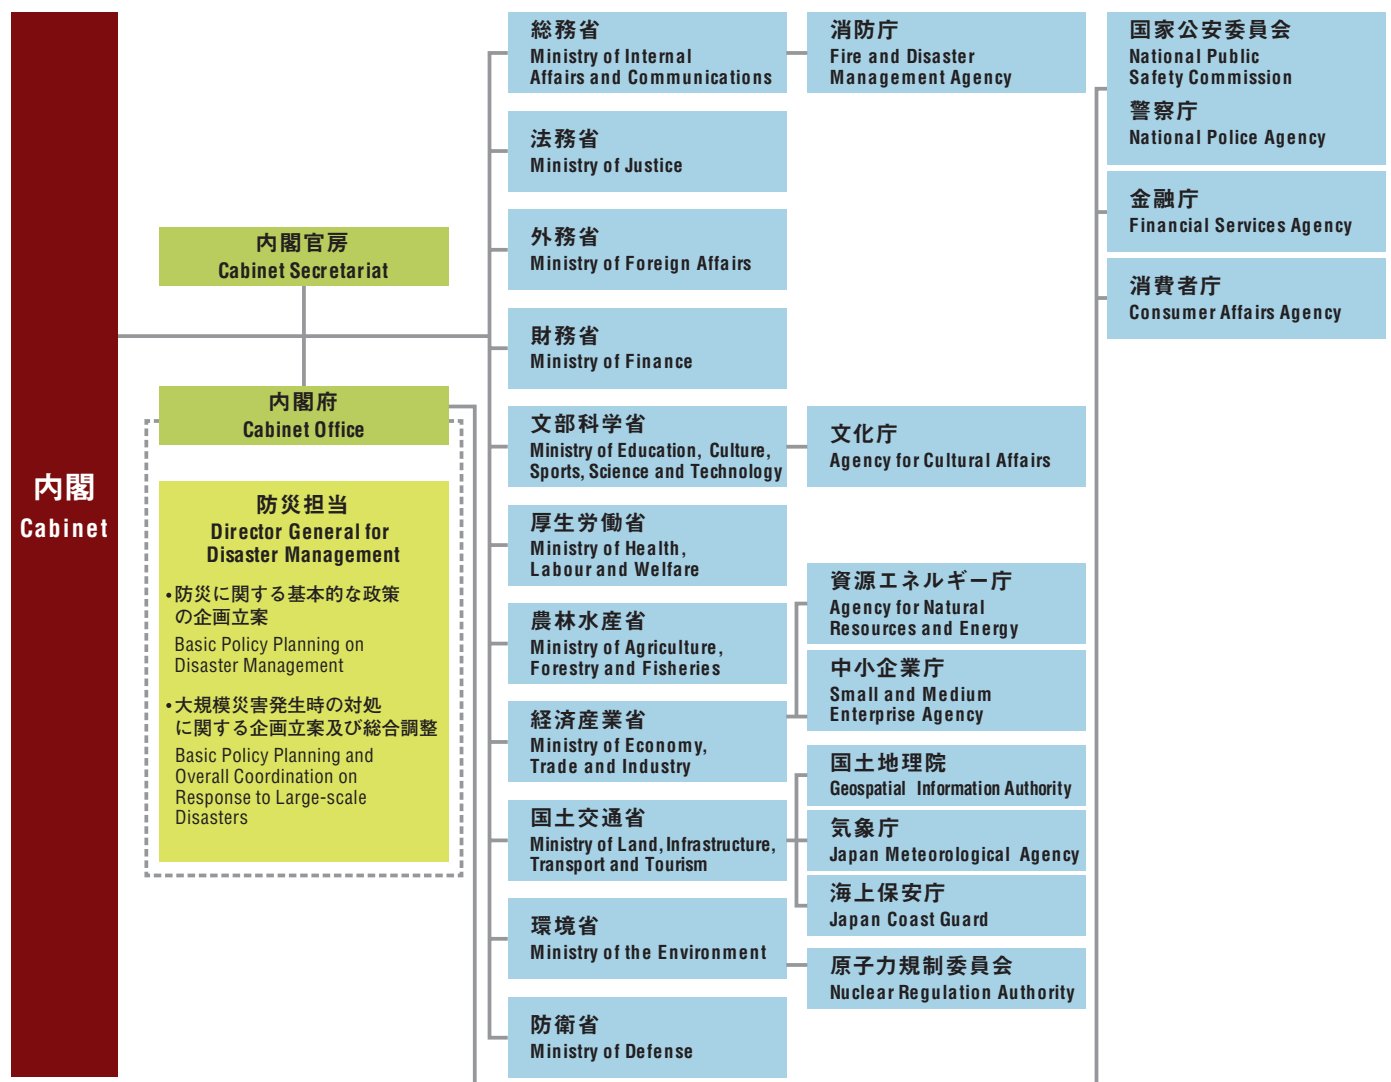 内閣
Cabinet
内閣官房
Cabinet Secretariat
内閣府
Cabinet Office
防災担当
Director General for
Disaster Management
•防災に関する基本的な政策
の企画立案
Basic Policy Planning on
Disaster Management
•大規模災害発生時の対処
に関する企画立案及び総合調整
Basic Policy Planning and
Overall Coordination on
Response to Large-scale
Disasters
総務省
Ministry of Internal
Affairs and Communications
消防庁
Fire and Disaster
Management Agency
法務省
Ministry of Justice
外務省
Ministry of Foreign Affairs
財務省
Ministry of Finance
文部科学省
Ministry of Education, Culture,
Sports, Science and Technology
文化庁
Agency for Cultural Affairs
厚生労働省
Ministry of Health,
Labour and Welfare
農林水産省
Ministry of Agriculture,
Forestry and Fisheries
経済産業省
Ministry of Economy,
Trade and Industry
資源エネルギー庁
Agency for Natural
Resources and Energy
中小企業庁
Small and Medium
Enterprise Agency
国土交通省
Ministry of Land, Infrastructure,
Transport and Tourism
国土地理院
Geospatial Information Authority
気象庁
Japan Meteorological Agency
海上保安庁
Japan Coast Guard
環境省
Ministry of the Environment
原子力規制委員会
Nuclear Regulation Authority
防衛省
Ministry of Defense
国家公安委員会
National Public
Safety Commission
警察庁
National Police Agency
金融庁
Financial Services Agency
消費者庁
Consumer Affairs Agency